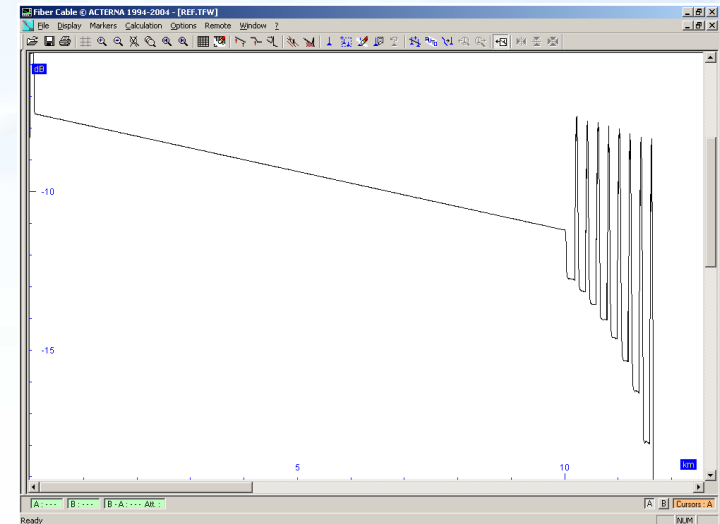 Fiber Cable © ACTERNA 1994-2004 - [REF.TFW]
File Display Markers Calculation Options Remote Window ?
dB
-10
-15
5
10
km
A : --- B : --- B - A : --- Att. : A B Cursors : A
Ready NUM